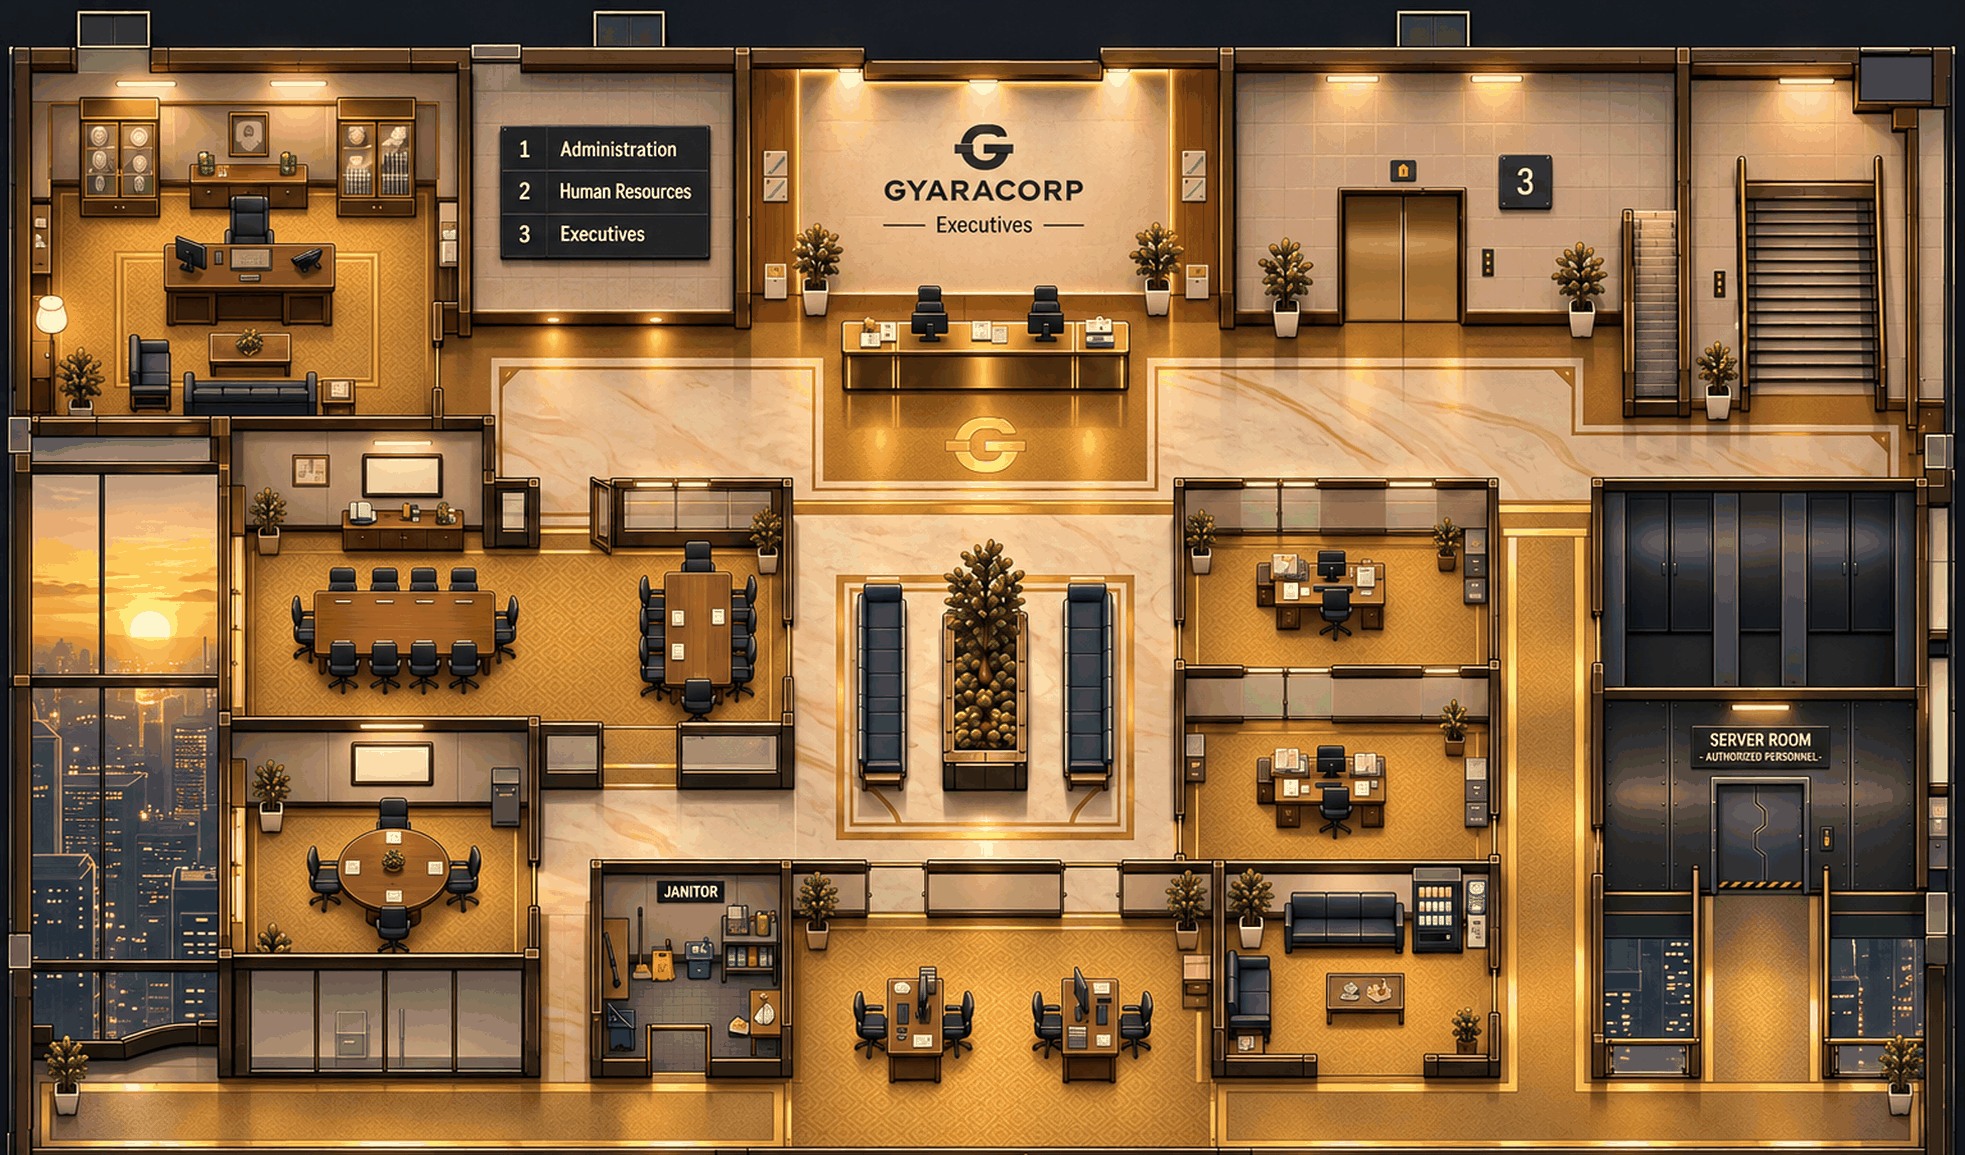 1 Administration
2 Human Resources
3 Executives
G
GYARACORP
Executives
3
G
SERVER ROOM
- AUTHORIZED PERSONNEL -
JANITOR